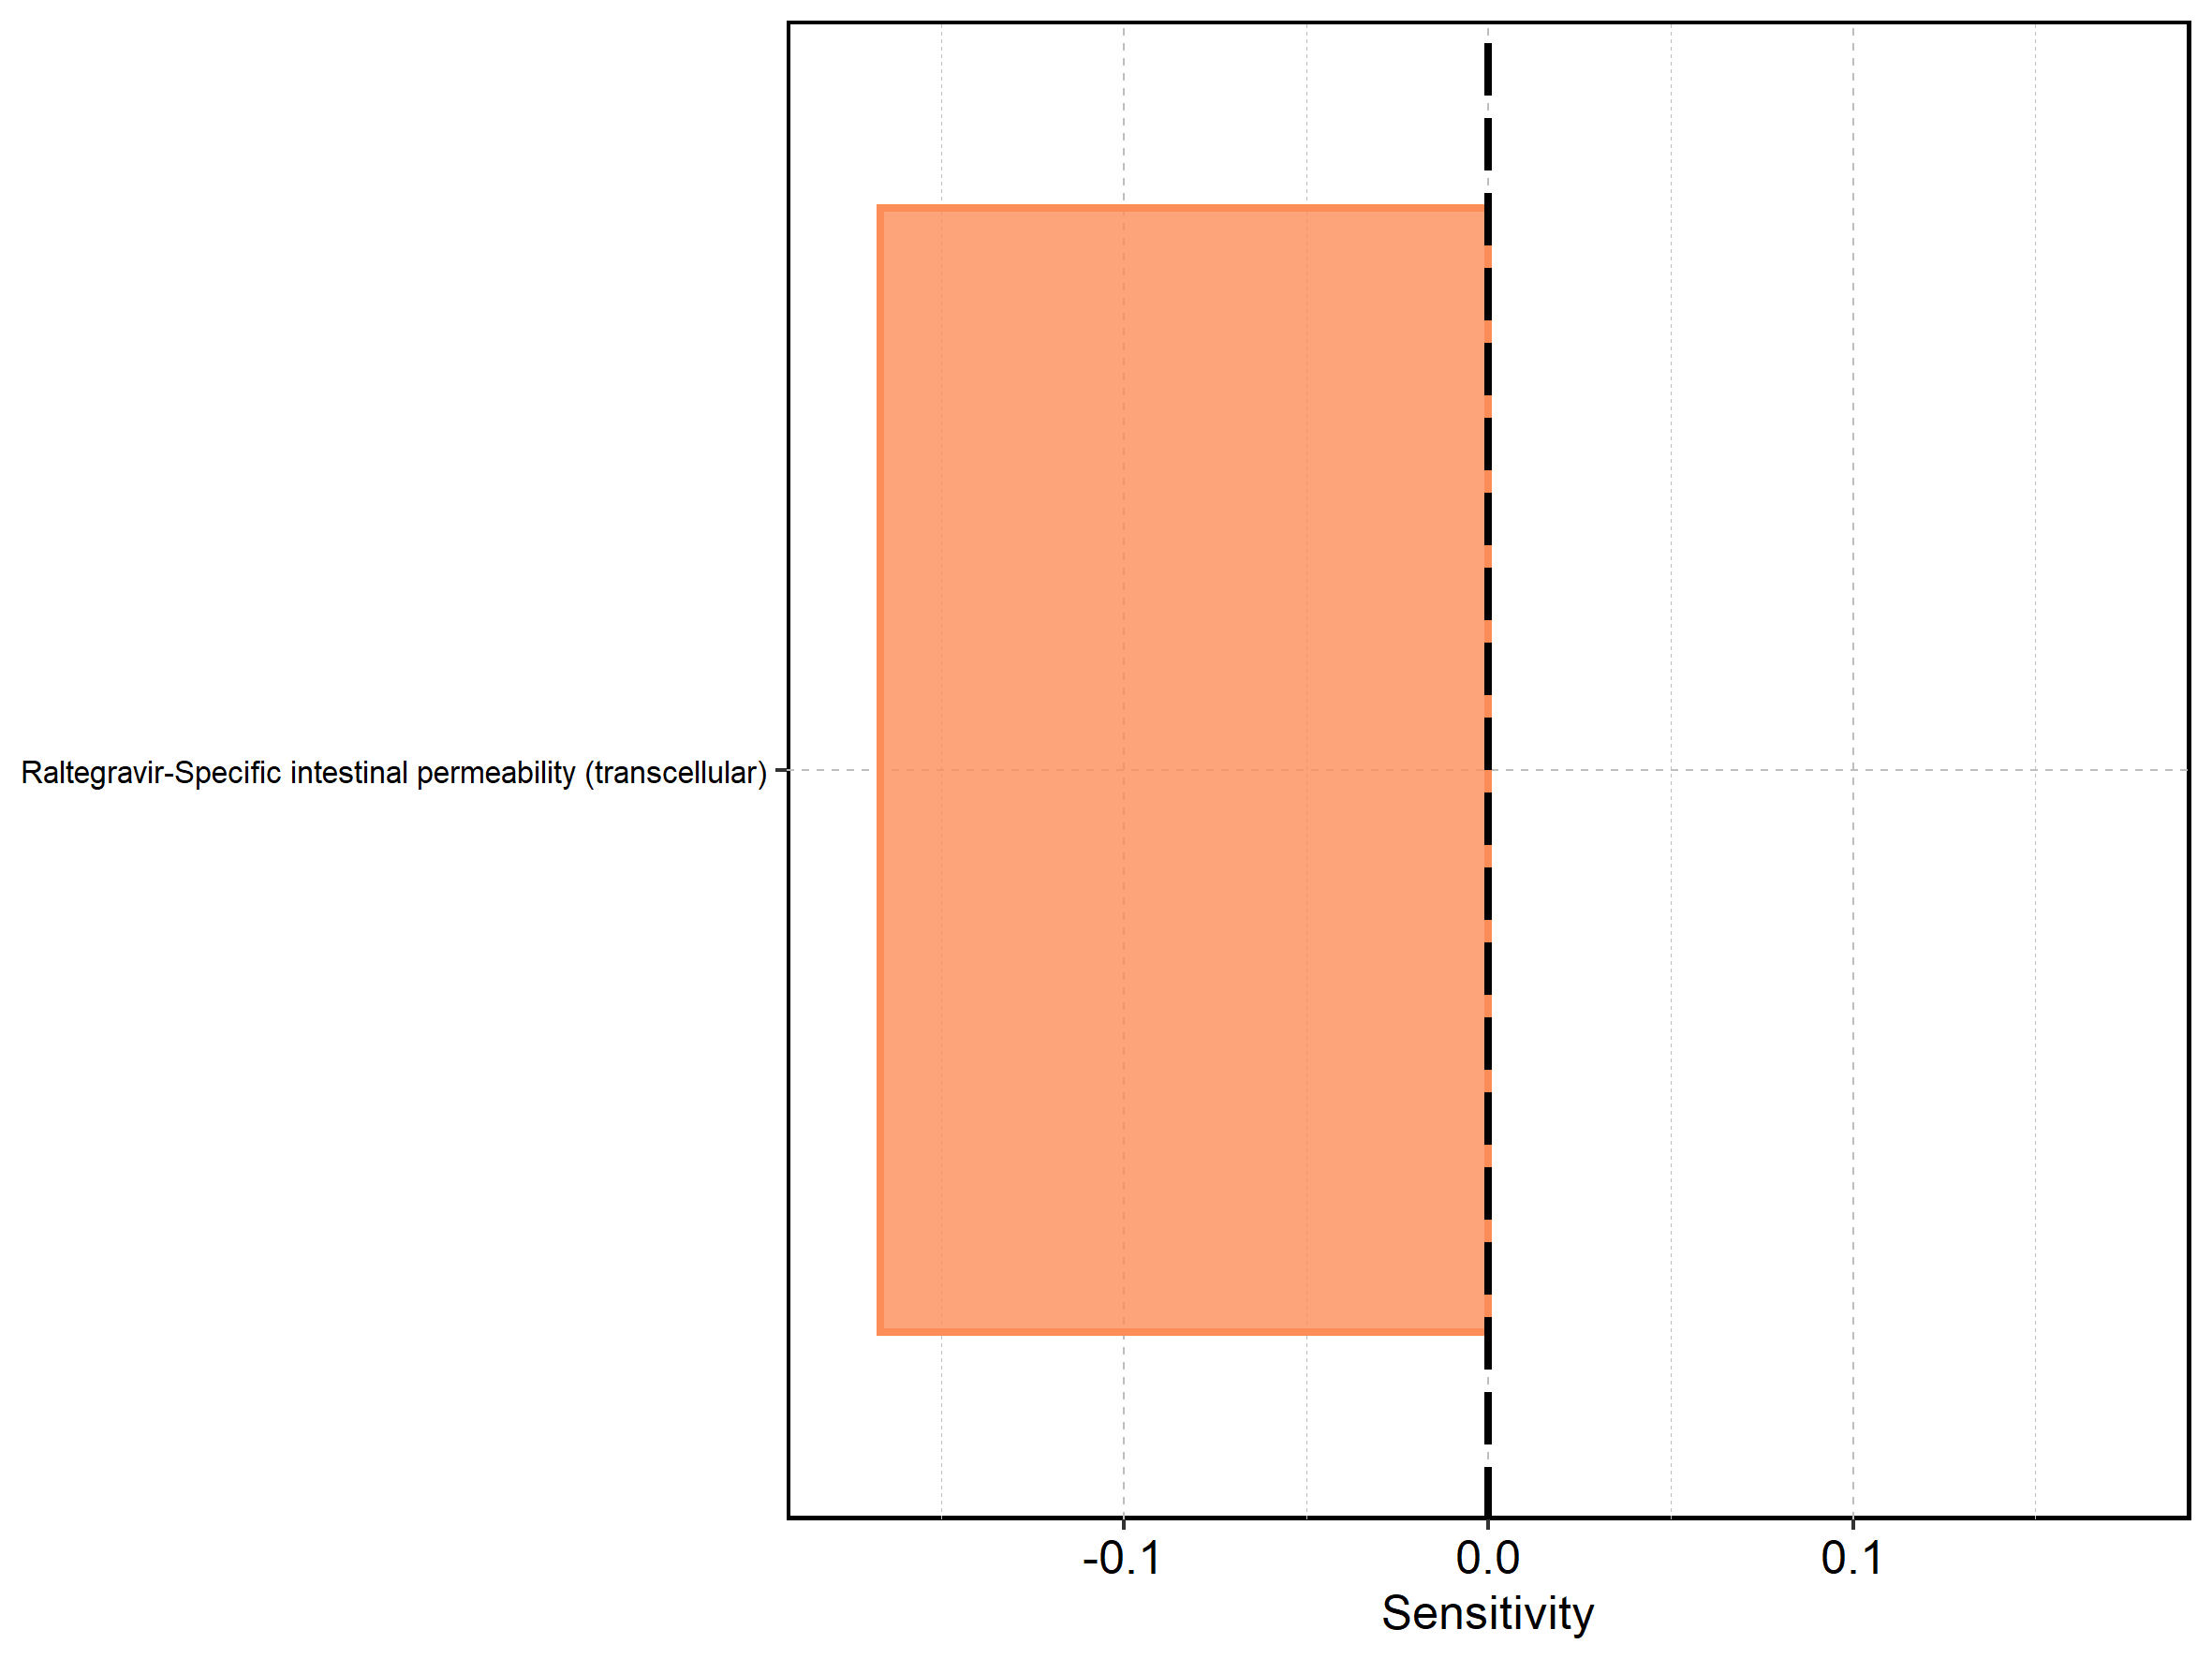 Raltegravir-Specific intestinal permeability (transcellular)
-0.1 0.0 0.1
Sensitivity